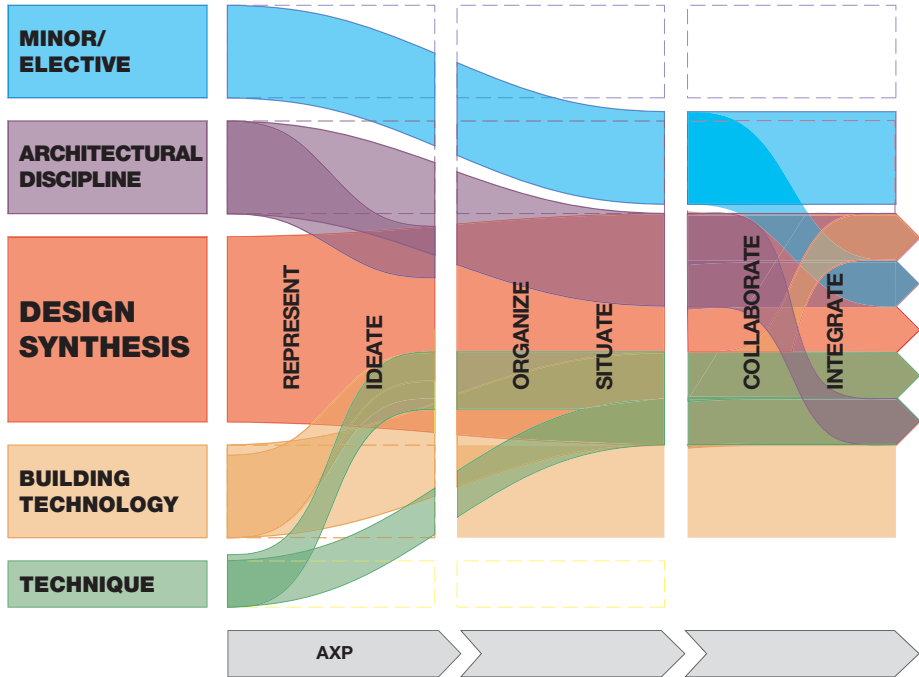 MINOR/
ELECTIVE
ARCHITECTURAL
DISCIPLINE
DESIGN
SYNTHESIS
BUILDING
TECHNOLOGY
TECHNIQUE
REPRESENT
IDEATE
ORGANIZE
SITUATE
COLLABORATE
INTEGRATE
AXP